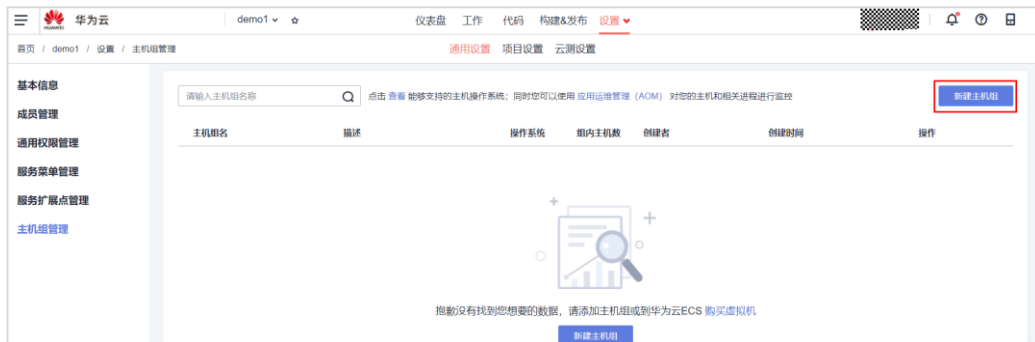 HUAWEI 华为云 demo1 仪表盘 工作 代码 构建&发布 设置
首页 / demo1 / 设置 / 主机组管理 通用设置 项目设置 云测设置
基本信息
请输入主机组名称 点击 查看 能够支持的主机操作系统；同时您可以使用 应用运维管理（AOM） 对您的主机和相关进程进行监控 新建主机组
成员管理
主机组名 描述 操作系统 组内主机数 创建者 创建时间 操作
通用权限管理
服务菜单管理
服务扩展点管理
主机组管理
抱歉没有找到您想要的数据，请添加主机组或到华为云ECS 购买虚拟机
新建主机组